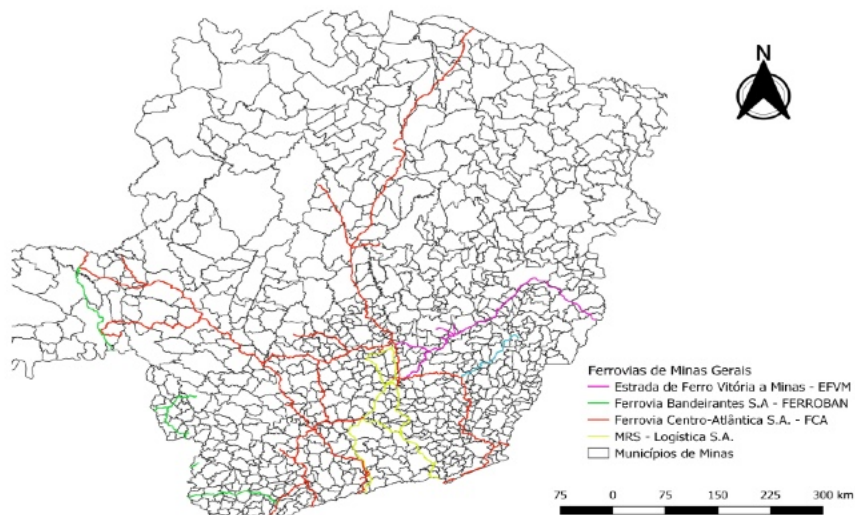 N
Ferrovias de Minas Gerais
Estrada de Ferro Vitória a Minas - EFVM
Ferrovia Bandeirantes S.A - FERROBAN
Ferrovia Centro-Atlântica S.A. - FCA
MRS - Logística S.A.
Municípios de Minas
75 0 75 150 225 300 km